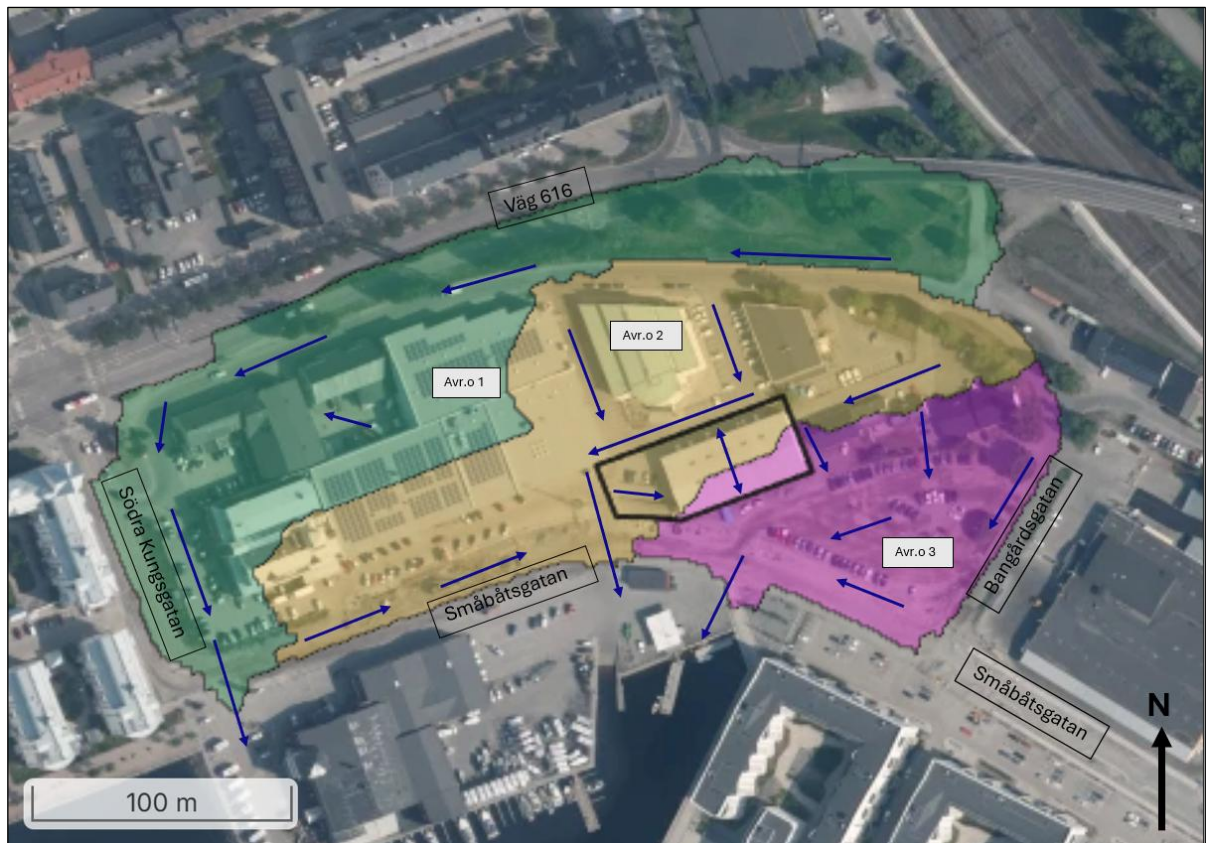 Väg 616
Avr.o 2
Avr.o 1
Södra Kungsgatan
Avr.o 3
Bangårdsgatan
Småbåtsgatan
Småbåtsgatan
N
100 m